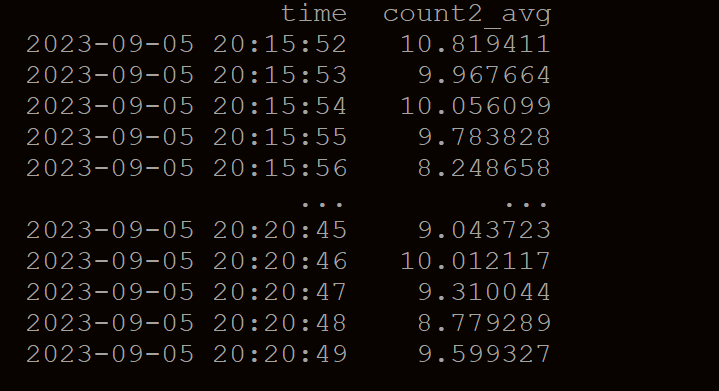 time count2_avg
2023-09-05 20:15:52 10.819411
2023-09-05 20:15:53 9.967664
2023-09-05 20:15:54 10.056099
2023-09-05 20:15:55 9.783828
2023-09-05 20:15:56 8.248658
... ...
2023-09-05 20:20:45 9.043723
2023-09-05 20:20:46 10.012117
2023-09-05 20:20:47 9.310044
2023-09-05 20:20:48 8.779289
2023-09-05 20:20:49 9.599327